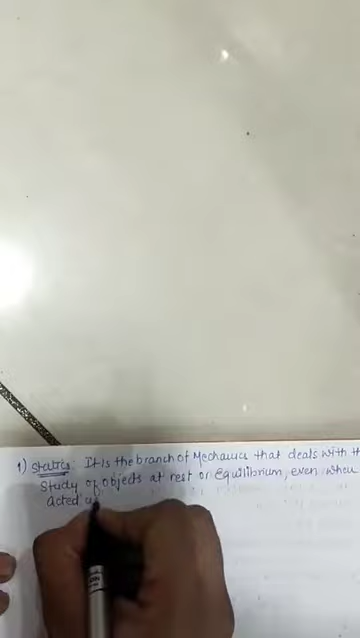 1) Statics: It is the branch of Mechanics that deals with th
Study of objects at rest or Equilibrium, even when
acted u